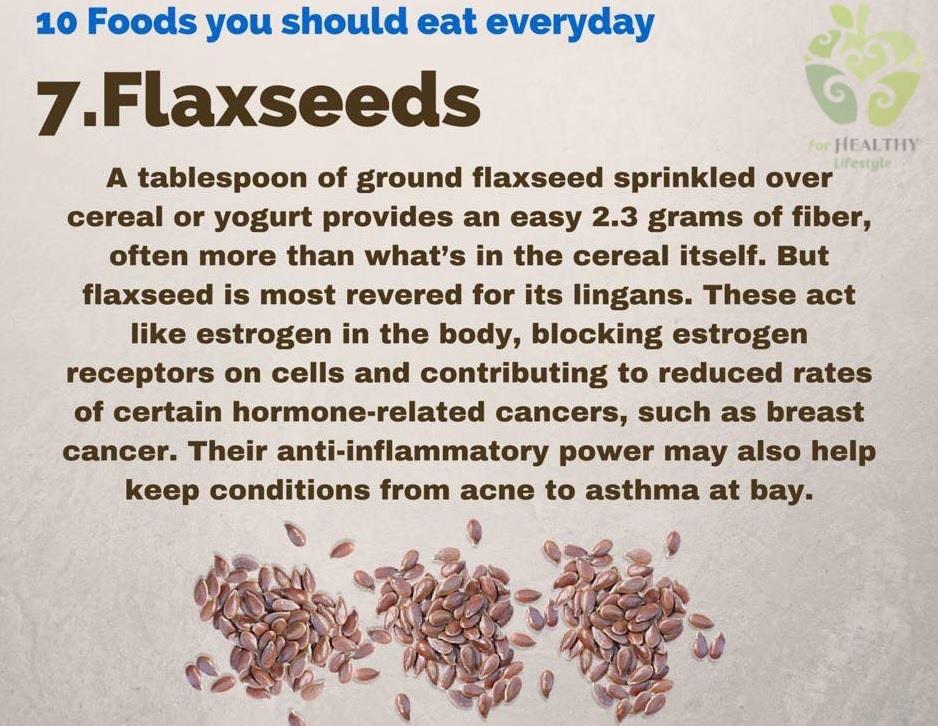 10 Foods you should eat everyday
7.Flaxseeds
For HEALTHY
Lifestyle
A tablespoon of ground flaxseed sprinkled over
cereal or yogurt provides an easy 2.3 grams of fiber,
often more than what's in the cereal itself. But
flaxseed is most revered for its lingans. These act
like estrogen in the body, blocking estrogen
receptors on cells and contributing to reduced rates
of certain hormone-related cancers, such as breast
cancer. Their anti-inflammatory power may also help
keep conditions from acne to asthma at bay.